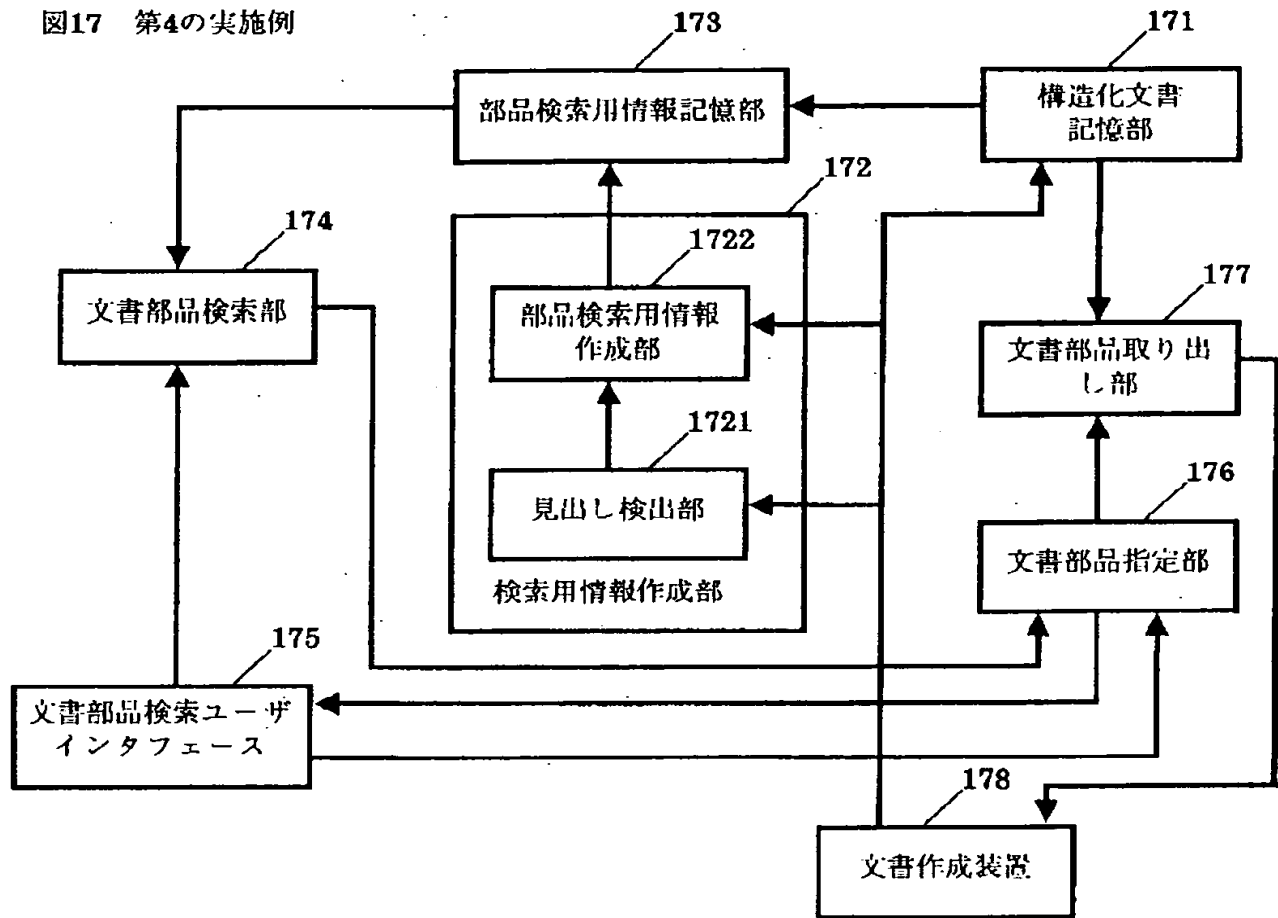 図17 第4の実施例
173
171
部品検索用情報記憶部
構造化文書
記憶部
172
174
1722
177
文書部品検索部
部品検索用情報
作成部
文書部品取り出
し部
1721
176
見出し検出部
文書部品指定部
検索用情報作成部
175
文書部品検索ユーザ
インタフェース
178
文書作成装置